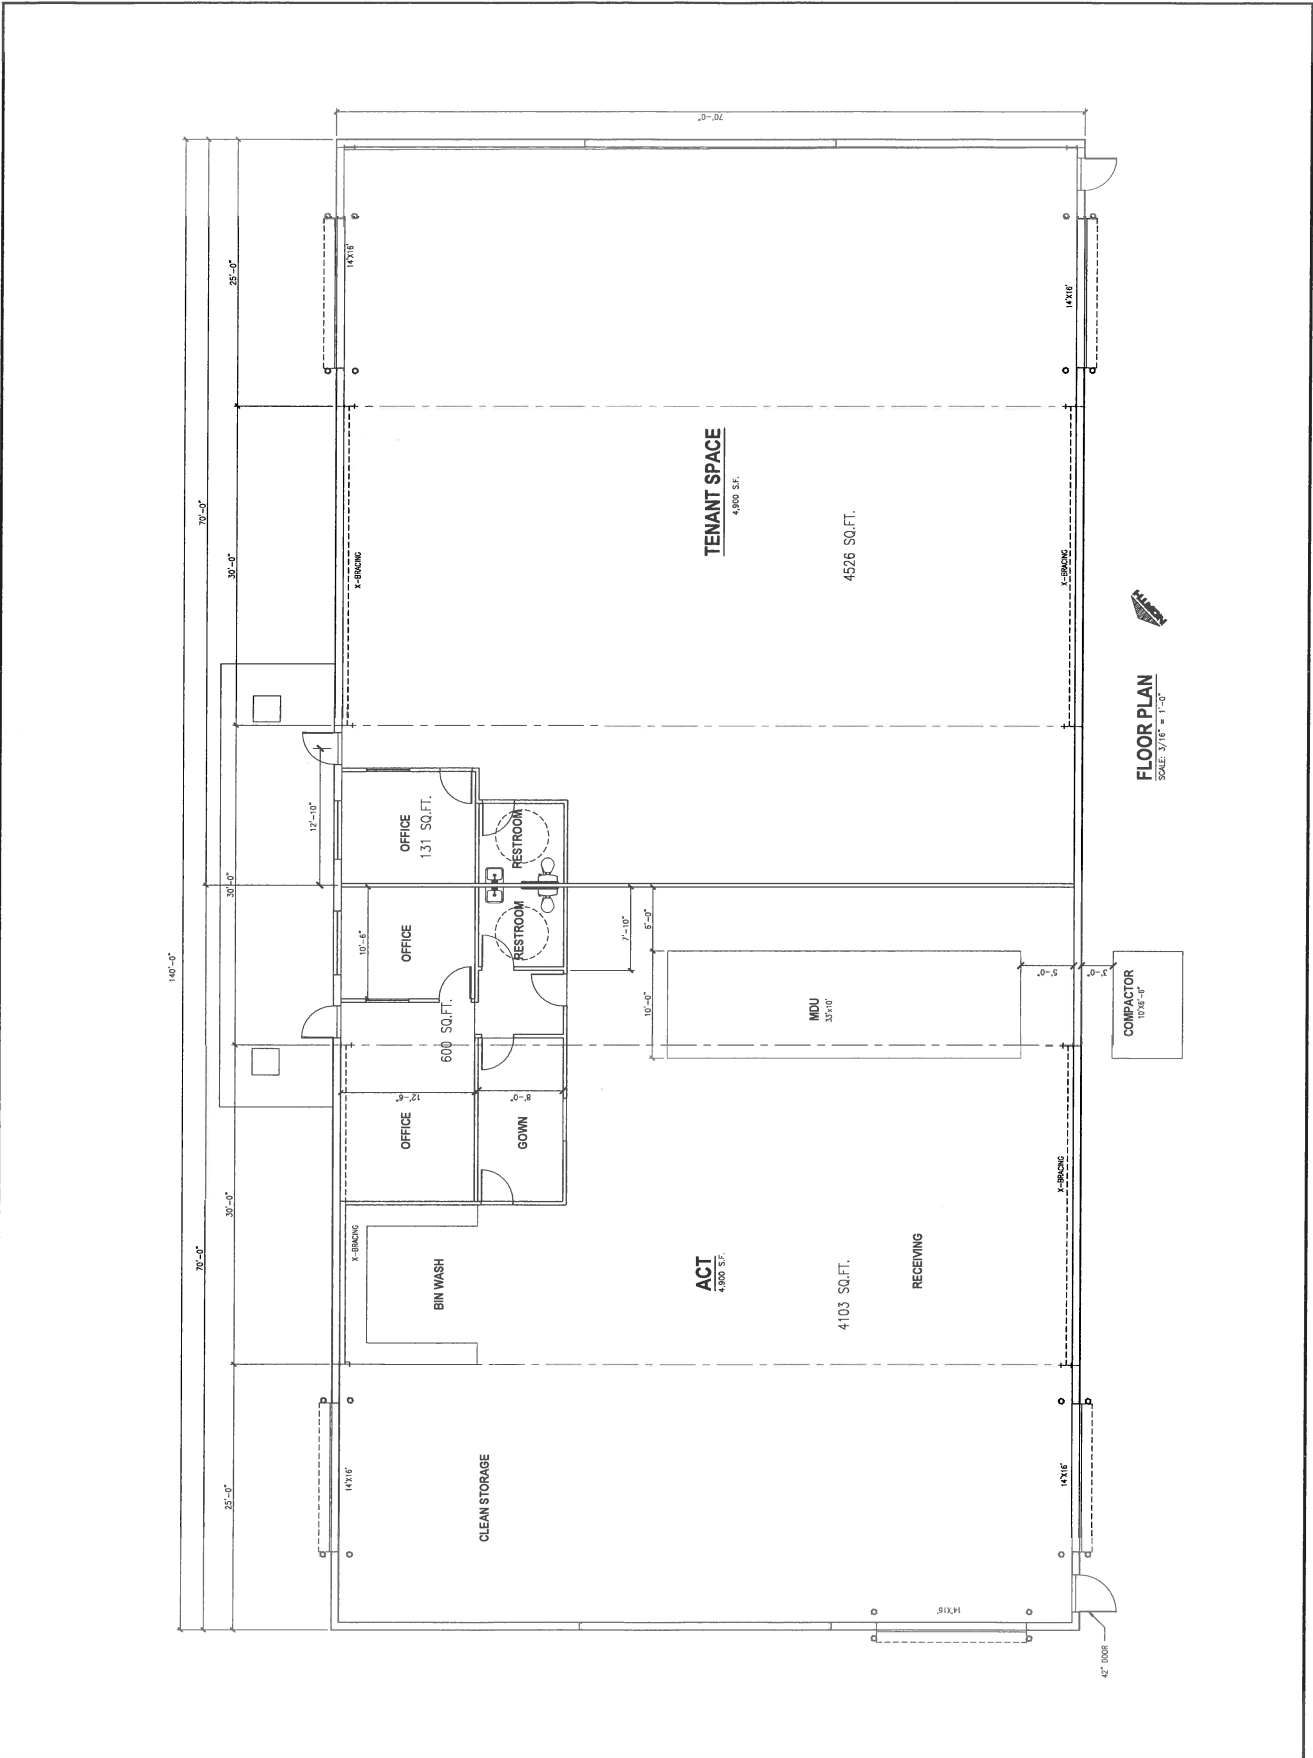 140'-0"
70'-0"
70'-0"
25'-0"
30'-0"
30'-0"
30'-0"
25'-0"
70'-0"
12'-10"
14'X16'
X-BRACING
X-BRACING
14'X16'
CLEAN STORAGE
BIN WASH
OFFICE
12'-6"
600 SQ.FT.
OFFICE
10'-6"
OFFICE
131 SQ.FT.
GOWN
8'-0"
RESTROOM
RESTROOM
7'-10"
6'-0"
10'-0"
ACT
4,900 S.F.
4103 SQ.FT.
RECEIVING
MDU
33'x10'
TENANT SPACE
4,900 S.F.
4526 SQ.FT.
5'-0"
3'-0"
14'X16'
14'X16'
X-BRACING
X-BRACING
14'X16'
42" DOOR
COMPACTOR
10'X6'-6"
FLOOR PLAN
SCALE: 3/16" = 1'-0"
NORTH